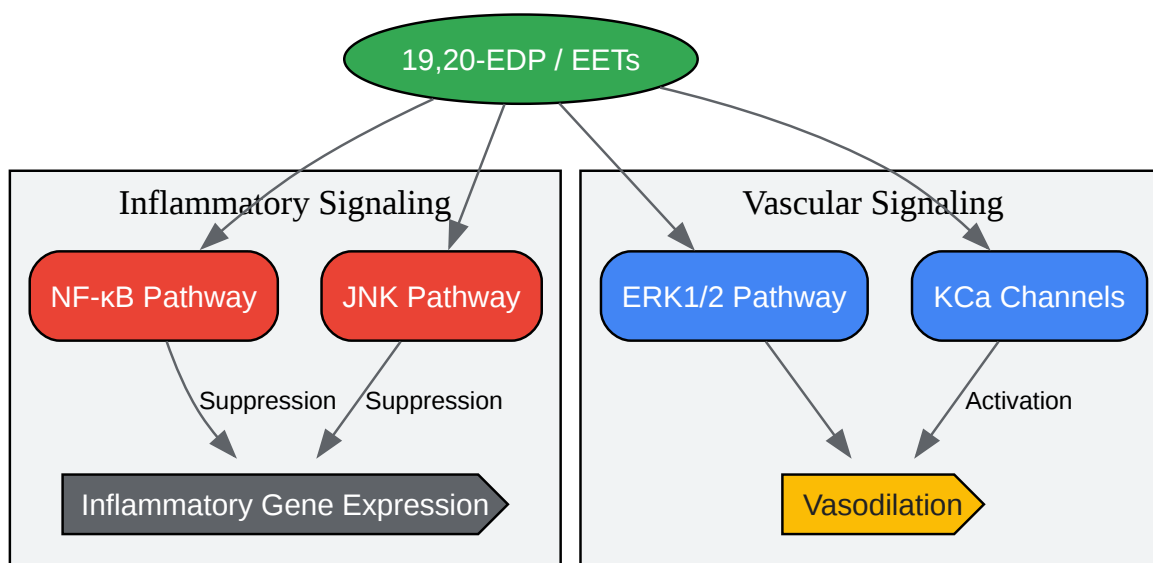 19,20-EDP / EETs
Inflammatory Signaling
Vascular Signaling
NF-κB Pathway
JNK Pathway
ERK1/2 Pathway
KCa Channels
Suppression
Suppression
Activation
Inflammatory Gene Expression
Vasodilation